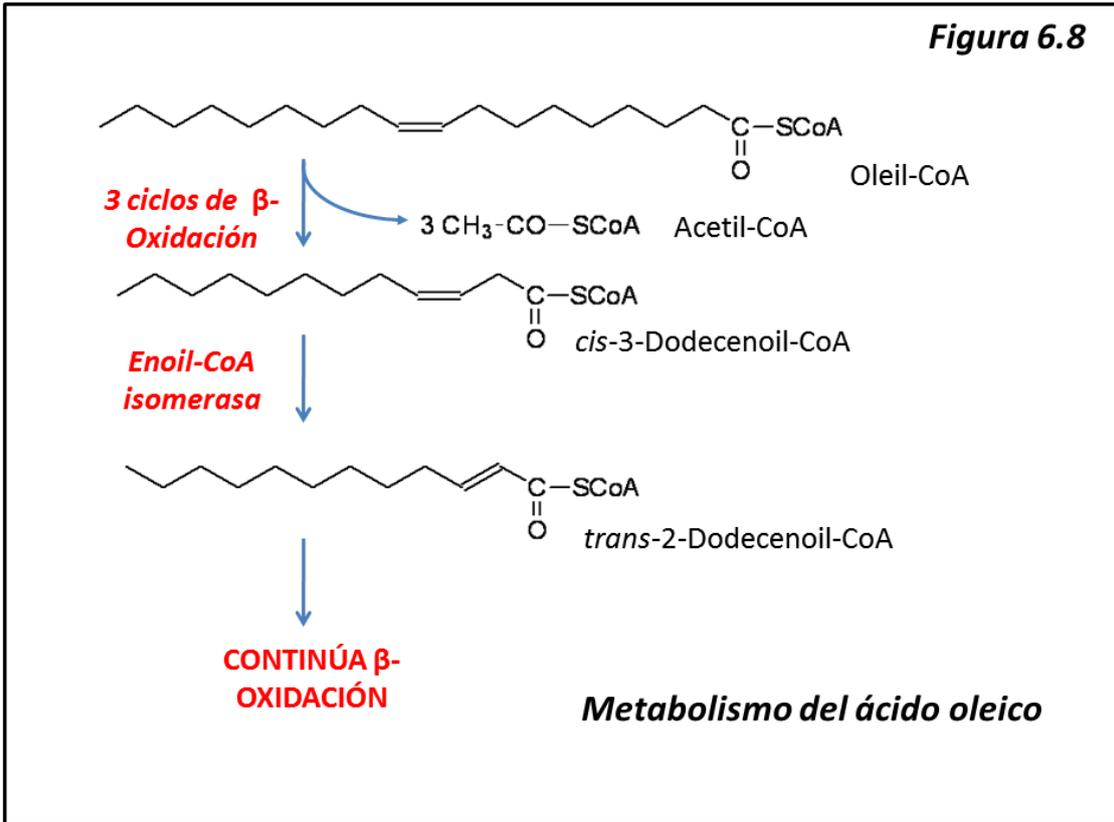 Figura 6.8
C—SCoA
O
Oleil-CoA
3 ciclos de β-
Oxidación
3 CH₃-CO—SCoA Acetil-CoA
C—SCoA
O
cis-3-Dodecenoil-CoA
Enoil-CoA
isomerasa
C—SCoA
O
trans-2-Dodecenoil-CoA
CONTINÚA β-
OXIDACIÓN
Metabolismo del ácido oleico